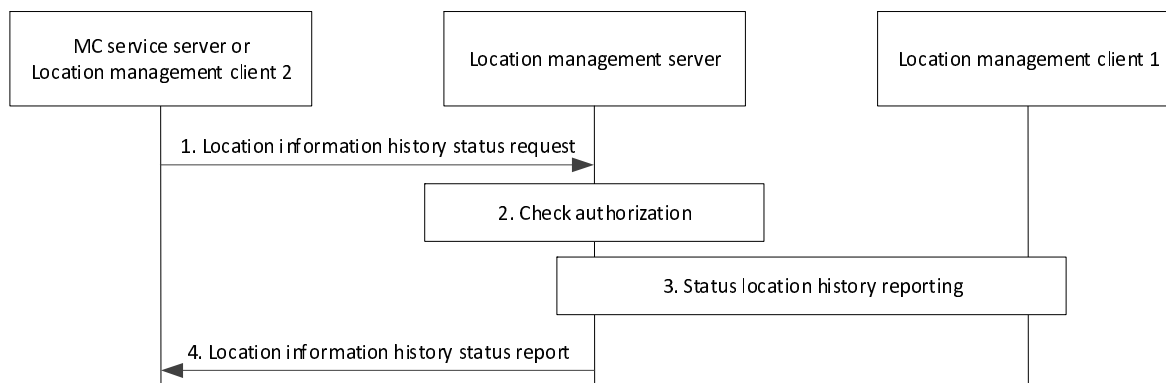 MC service server or
Location management client 2
Location management server
Location management client 1
1. Location information history status request
2. Check authorization
3. Status location history reporting
4. Location information history status report